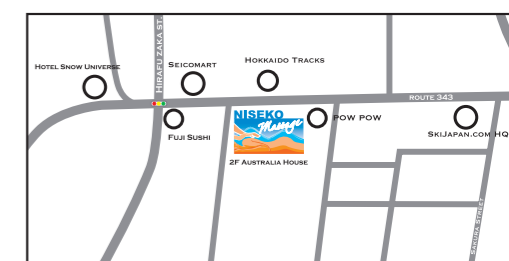 HIRAFU ZAKA ST.
HOTEL SNOW UNIVERSE
SEICOMART
HOKKAIDO TRACKS
ROUTE 343
FUJI SUSHI
NISEKO
Massage
POW POW
SKIJAPAN.COM HQ
2F AUSTRALIA HOUSE
SAKURA STREET